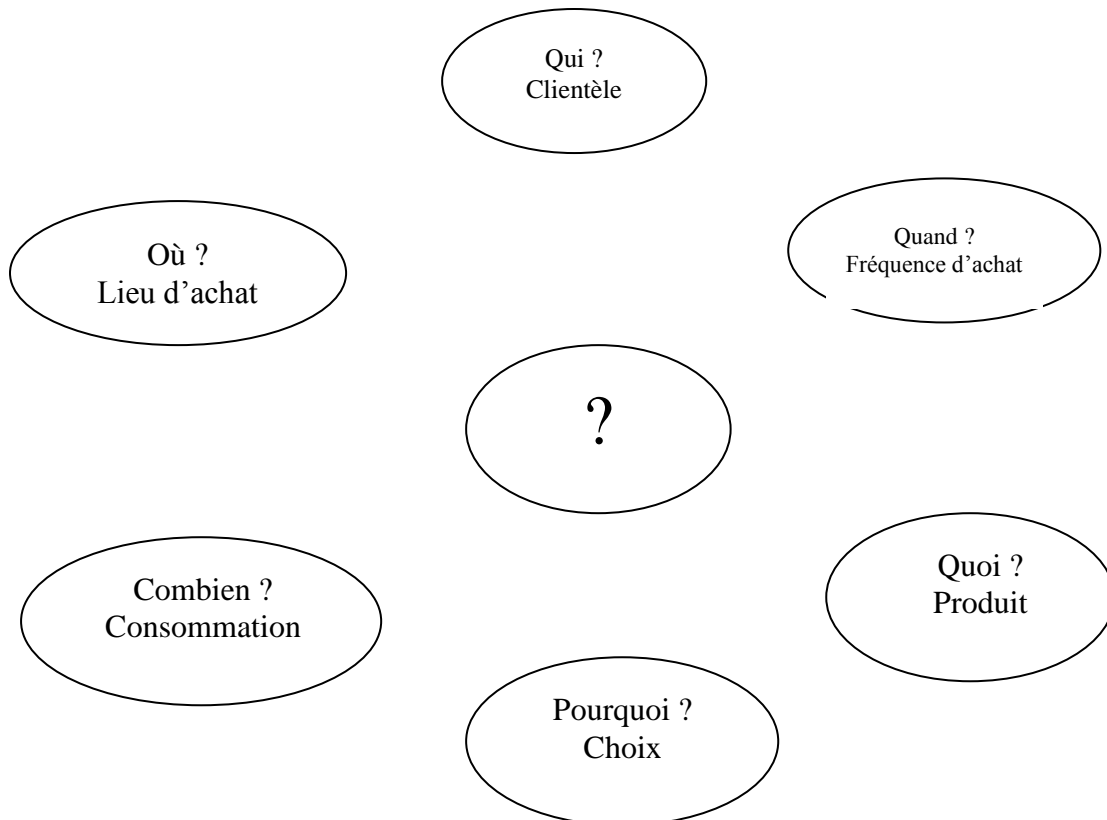 Qui ?
Clientèle
Quand ?
Fréquence d’achat
Où ?
Lieu d’achat
?
Quoi ?
Produit
Combien ?
Consommation
Pourquoi ?
Choix